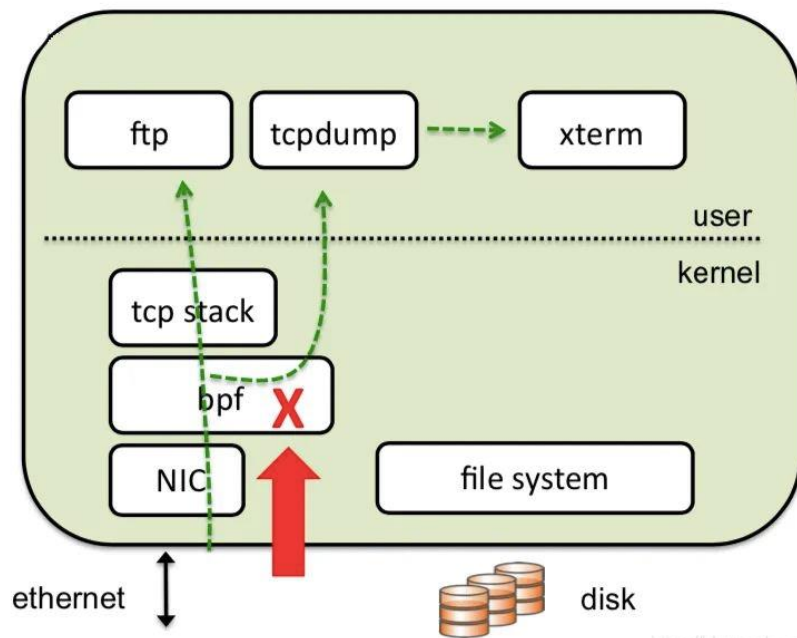 ftp
tcpdump
xterm
user
kernel
tcp stack
bpf
X
NIC
file system
ethernet
disk